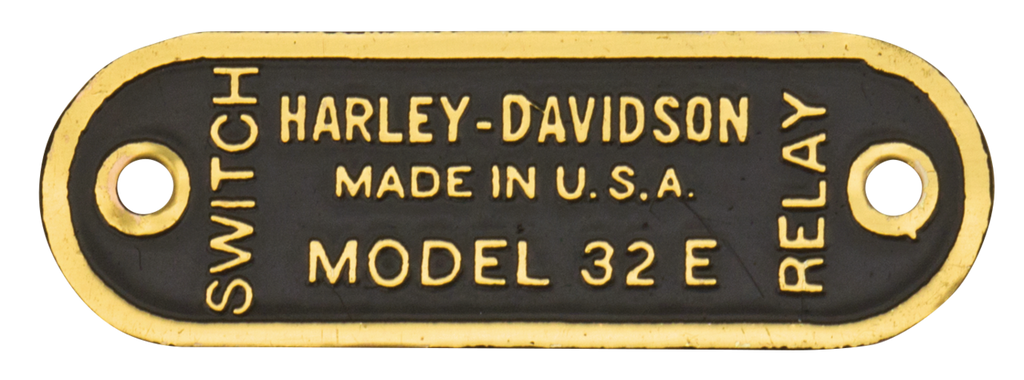 SWITCH
HARLEY-DAVIDSON
MADE IN U.S.A.
MODEL 32 E
RELAY